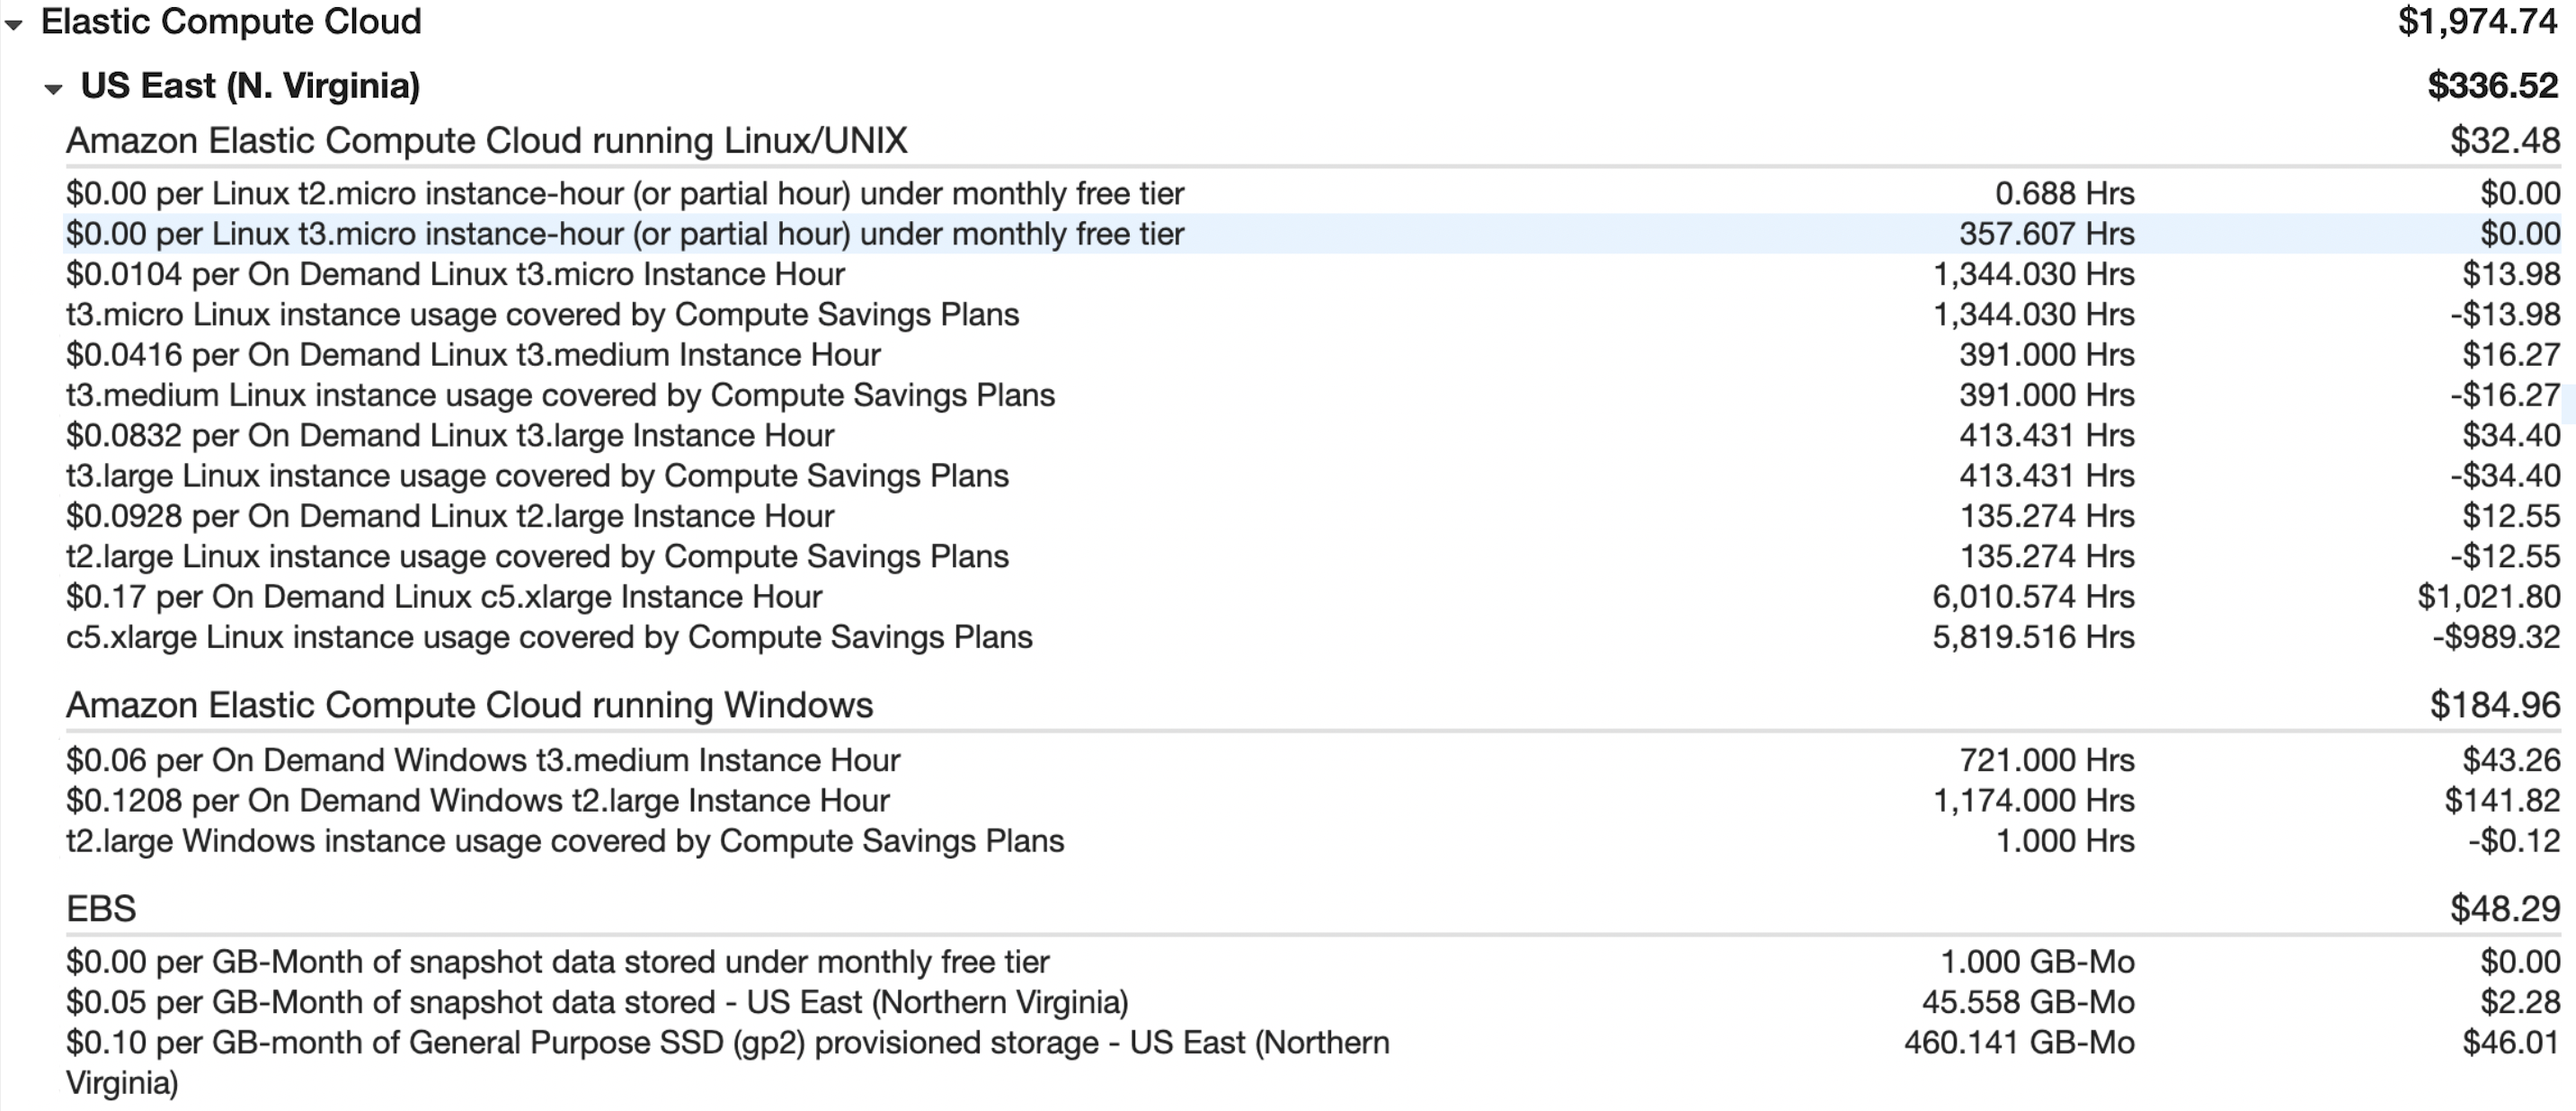 Elastic Compute Cloud $1,974.74
US East (N. Virginia) $336.52
Amazon Elastic Compute Cloud running Linux/UNIX $32.48
$0.00 per Linux t2.micro instance-hour (or partial hour) under monthly free tier 0.688 Hrs $0.00
$0.00 per Linux t3.micro instance-hour (or partial hour) under monthly free tier 357.607 Hrs $0.00
$0.0104 per On Demand Linux t3.micro Instance Hour 1,344.030 Hrs $13.98
t3.micro Linux instance usage covered by Compute Savings Plans 1,344.030 Hrs -$13.98
$0.0416 per On Demand Linux t3.medium Instance Hour 391.000 Hrs $16.27
t3.medium Linux instance usage covered by Compute Savings Plans 391.000 Hrs -$16.27
$0.0832 per On Demand Linux t3.large Instance Hour 413.431 Hrs $34.40
t3.large Linux instance usage covered by Compute Savings Plans 413.431 Hrs -$34.40
$0.0928 per On Demand Linux t2.large Instance Hour 135.274 Hrs $12.55
t2.large Linux instance usage covered by Compute Savings Plans 135.274 Hrs -$12.55
$0.17 per On Demand Linux c5.xlarge Instance Hour 6,010.574 Hrs $1,021.80
c5.xlarge Linux instance usage covered by Compute Savings Plans 5,819.516 Hrs -$989.32
Amazon Elastic Compute Cloud running Windows $184.96
$0.06 per On Demand Windows t3.medium Instance Hour 721.000 Hrs $43.26
$0.1208 per On Demand Windows t2.large Instance Hour 1,174.000 Hrs $141.82
t2.large Windows instance usage covered by Compute Savings Plans 1.000 Hrs -$0.12
EBS $48.29
$0.00 per GB-Month of snapshot data stored under monthly free tier 1.000 GB-Mo $0.00
$0.05 per GB-Month of snapshot data stored - US East (Northern Virginia) 45.558 GB-Mo $2.28
$0.10 per GB-month of General Purpose SSD (gp2) provisioned storage - US East (Northern 460.141 GB-Mo $46.01
Virginia)